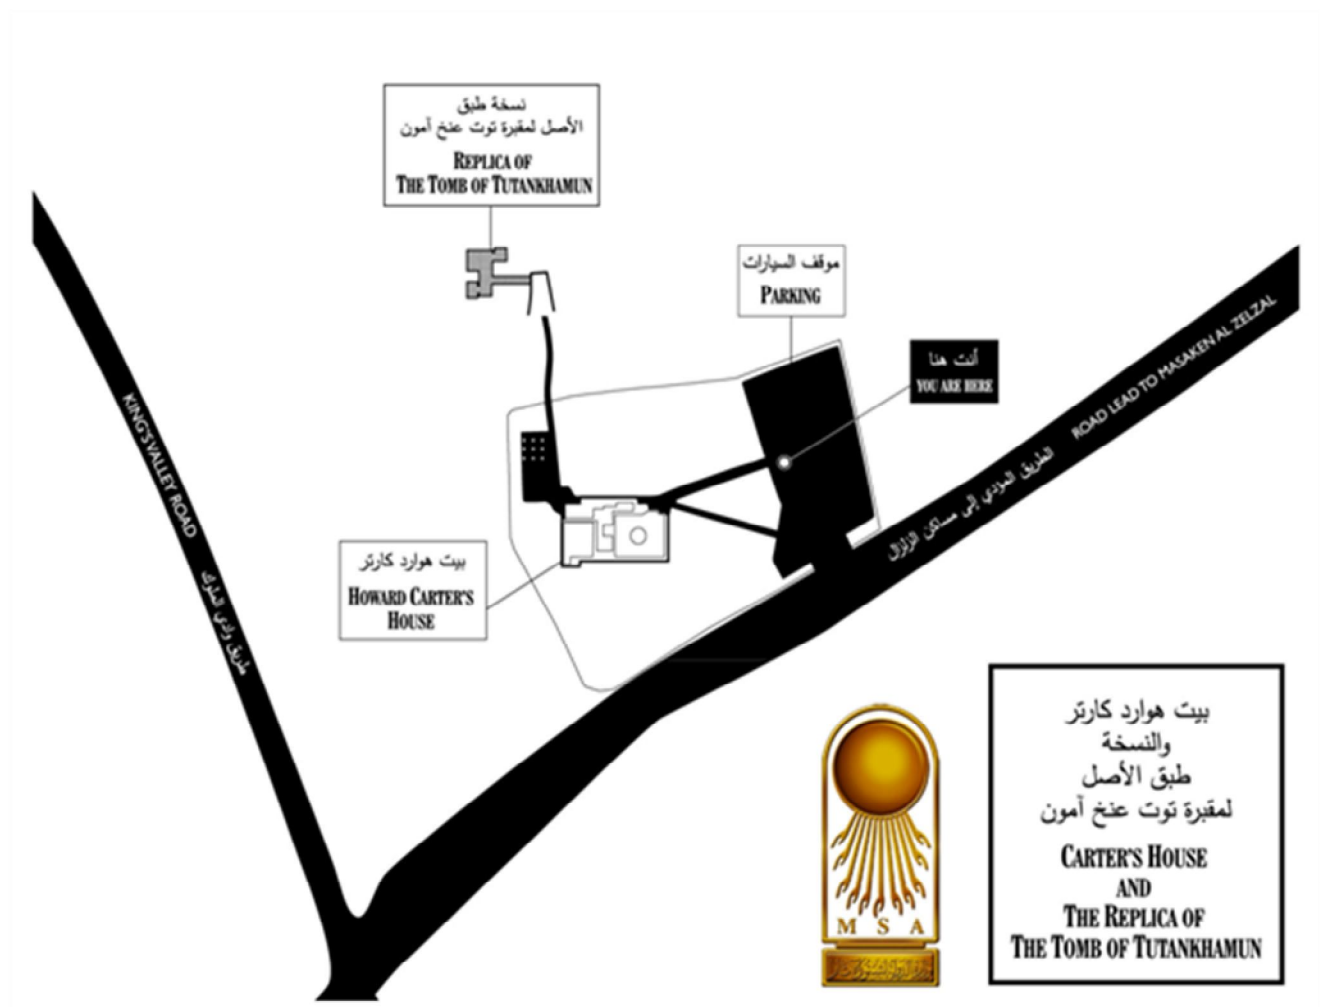 نسخة طبق
الأصل لمقبرة توت عنخ آمون
REPLICA OF
THE TOMB OF TUTANKHAMUN
موقف السيارات
PARKING
أنت هنا
YOU ARE HERE
ROAD LEAD TO MASAKEN AL ZELZAL
الطريق المؤدي إلى مساكن الزلزال
KING'S VALLEY ROAD
طريق وادي الملوك
بيت هوارد كارتر
HOWARD CARTER'S
HOUSE
بيت هوارد كارتر
والنسخة
طبق الأصل
لمقبرة توت عنخ آمون
CARTER'S HOUSE
AND
THE REPLICA OF
THE TOMB OF TUTANKHAMUN
M S A